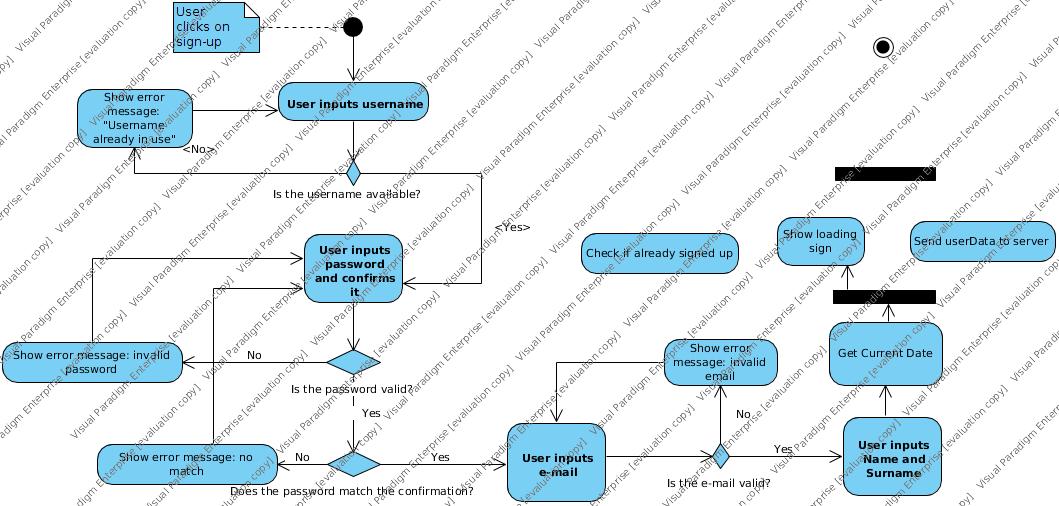 User
clicks on
sign-up
Show error
message:
"Username
already in use"
User inputs username
<No>
Is the username available?
<Yes>
User inputs
password
and confirms
it
Check if already signed up
Show loading
sign
Send userData to server
Show error message: invalid
password
No
Is the password valid?
Yes
Show error message: no
match
No
Yes
Does the password match the confirmation?
User inputs
e-mail
Show error
message: invalid
email
No
Yes
Is the e-mail valid?
Get Current Date
User inputs
Name and
Surname
Visual Paradigm Enterprise [evaluation copy]